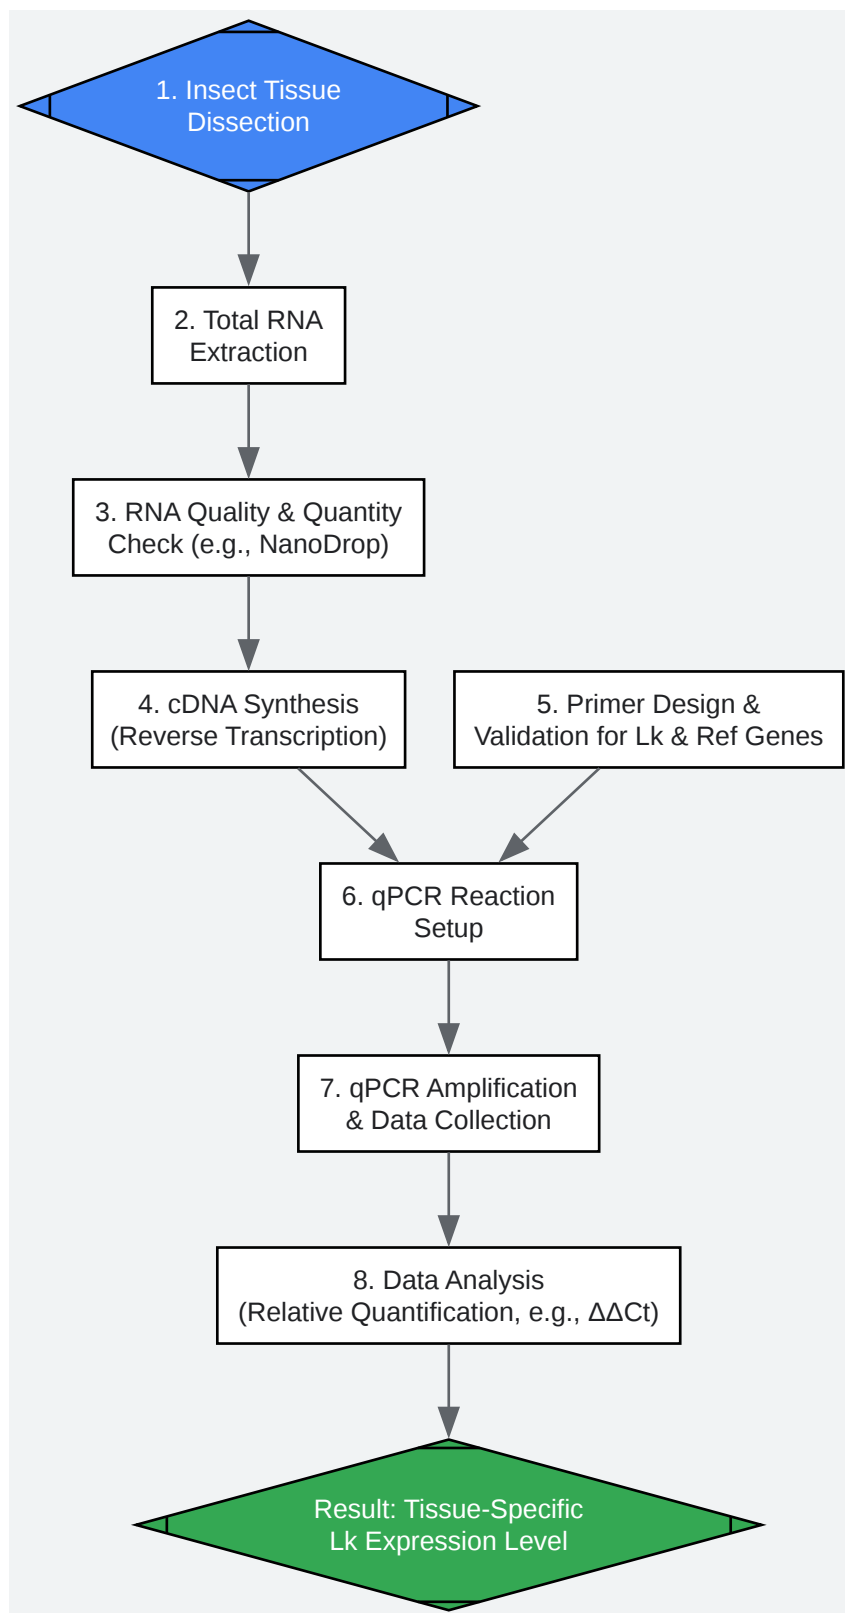 1. Insect Tissue
Dissection
2. Total RNA
Extraction
3. RNA Quality & Quantity
Check (e.g., NanoDrop)
4. cDNA Synthesis
(Reverse Transcription)
5. Primer Design &
Validation for Lk & Ref Genes
6. qPCR Reaction
Setup
7. qPCR Amplification
& Data Collection
8. Data Analysis
(Relative Quantification, e.g., ΔΔCt)
Result: Tissue-Specific
Lk Expression Level